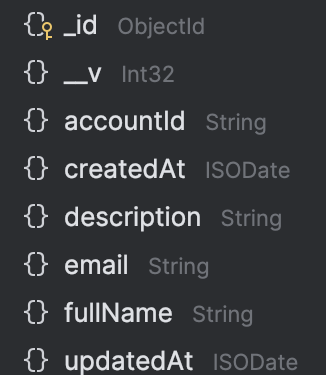 {} _id ObjectId
{} __v Int32
{} accountId String
{} createdAt ISODate
{} description String
{} email String
{} fullName String
{} updatedAt ISODate